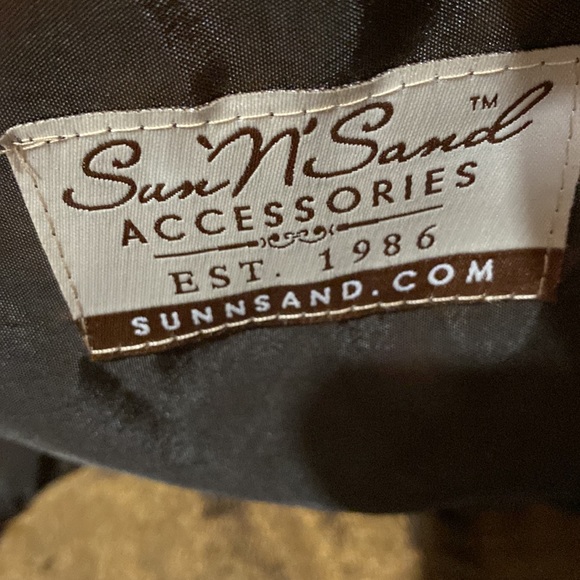 Sun 'N' Sand™
ACCESSORIES
EST. 1986
SUNNSAND.COM